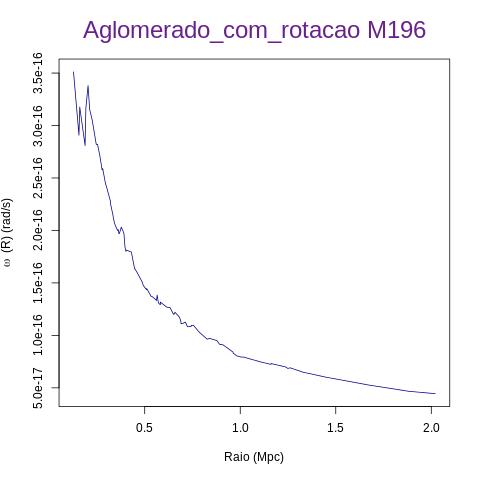 Aglomerado_com_rotacao M196
3.5e-16
3.0e-16
2.5e-16
2.0e-16
1.5e-16
1.0e-16
5.0e-17
ω (R) (rad/s)
0.5 1.0 1.5 2.0
Raio (Mpc)